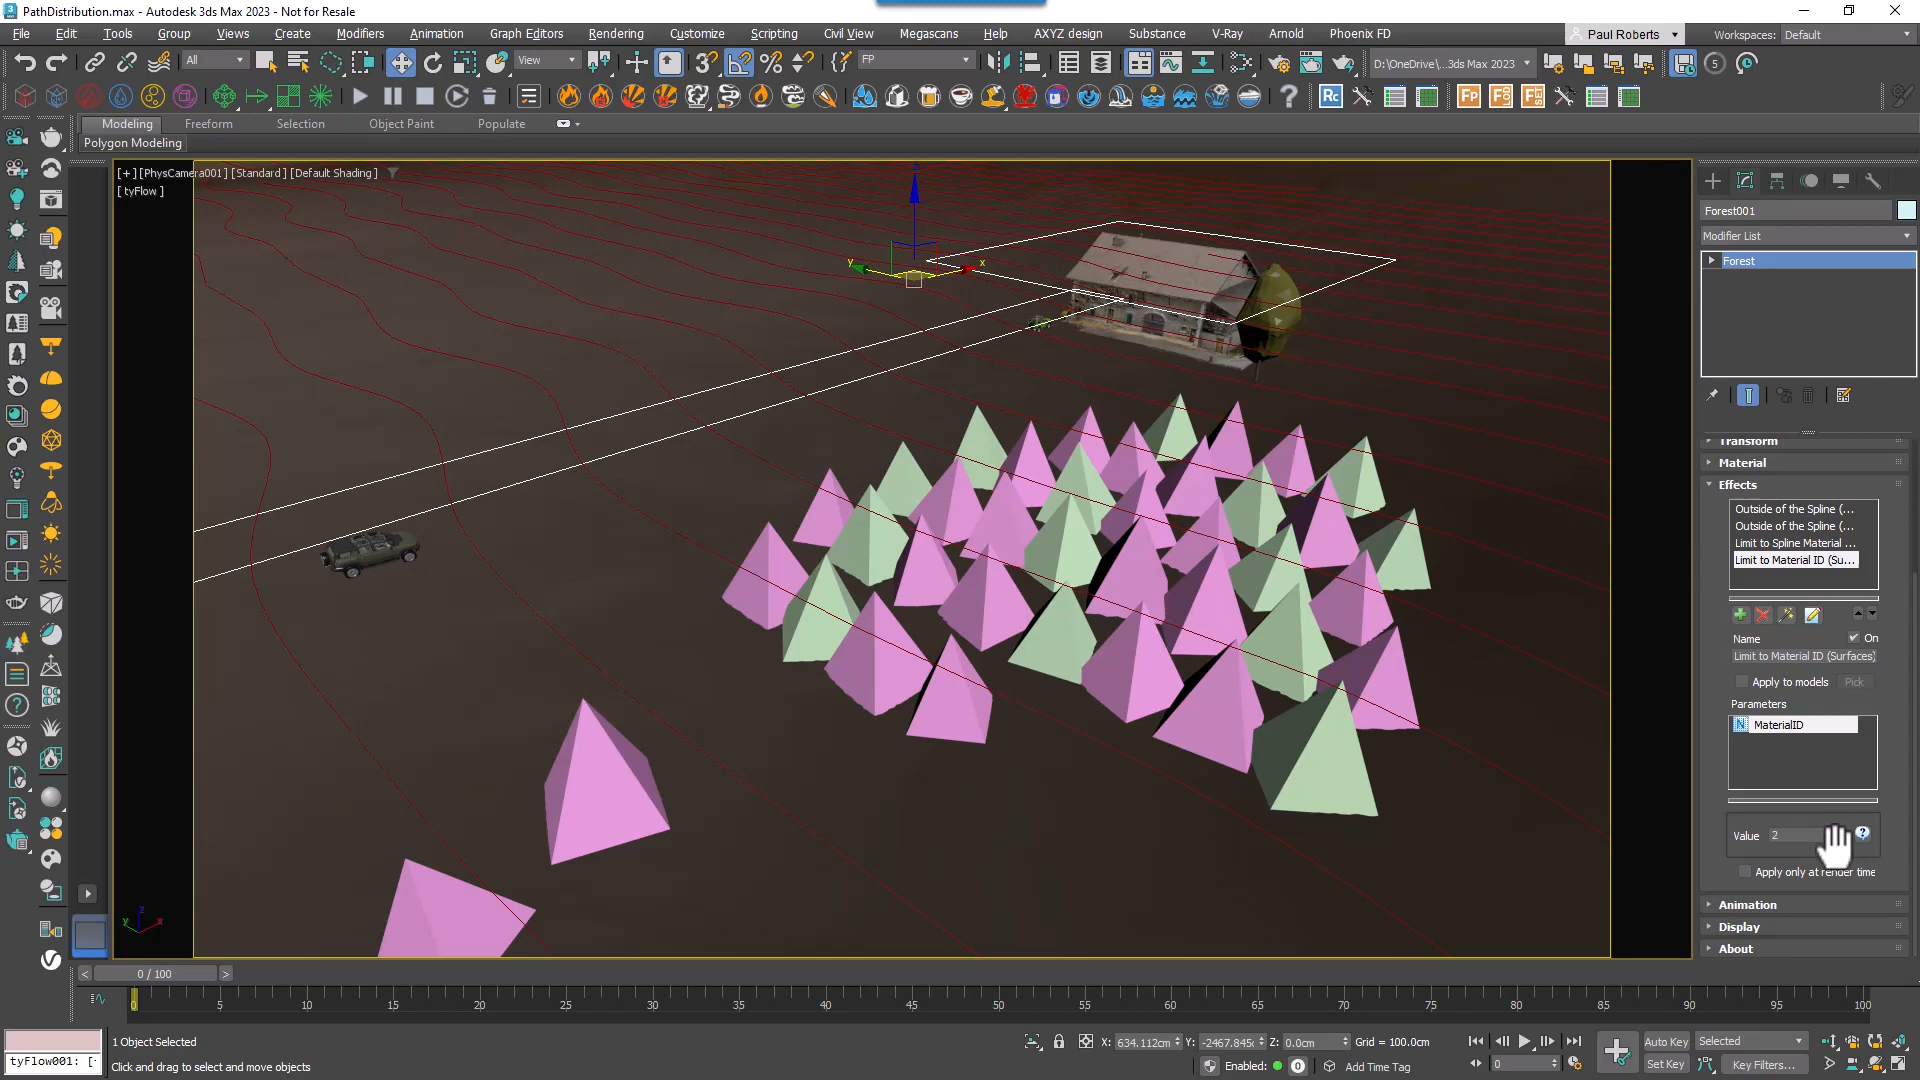 PathDistribution.max - Autodesk 3ds Max 2023 - Not for Resale
File Edit Tools Group Views Create Modifiers Animation Graph Editors Rendering Customize Scripting Civil View Megascans Help AXYZ design Substance V-Ray Arnold Phoenix FD Paul Roberts Workspaces: Default
All View FP D:\OneDrive\...3ds Max 2023 5
Rc Fp
Modeling Freeform Selection Object Paint Populate
Polygon Modeling
[+] [PhysCamera001] [Standard] [Default Shading]
[ tyFlow ]
Forest001
Modifier List
Forest
Transform
Material
Effects
Outside of the Spline (...
Outside of the Spline (...
Limit to Spline Material ...
Limit to Material ID (Su...
Name On
Limit to Material ID (Surfaces)
Apply to models Pick
Parameters
N MaterialID
Value 2
Apply only at render time
Animation
Display
About
z
y x
z
y x
< 0 / 100 >
0 5 10 15 20 25 30 35 40 45 50 55 60 65 70 75 80 85 90 95 100
1 Object Selected X: 634.112cm Y: -2467.845c Z: 0.0cm Grid = 100.0cm Auto Key Selected
tyFlow001: [ Click and drag to select and move objects Enabled: 0 Add Time Tag 0 Set Key Key Filters...